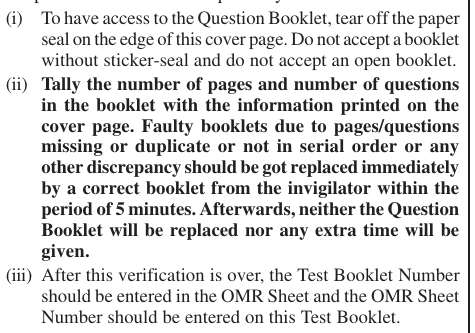 (i) To have access to the Question Booklet, tear off the paper
seal on the edge of this cover page. Do not accept a booklet
without sticker-seal and do not accept an open booklet.
(ii) Tally the number of pages and number of questions
in the booklet with the information printed on the
cover page. Faulty booklets due to pages/questions
missing or duplicate or not in serial order or any
other discrepancy should be got replaced immediately
by a correct booklet from the invigilator within the
period of 5 minutes. Afterwards, neither the Question
Booklet will be replaced nor any extra time will be
given.
(iii) After this verification is over, the Test Booklet Number
should be entered in the OMR Sheet and the OMR Sheet
Number should be entered on this Test Booklet.